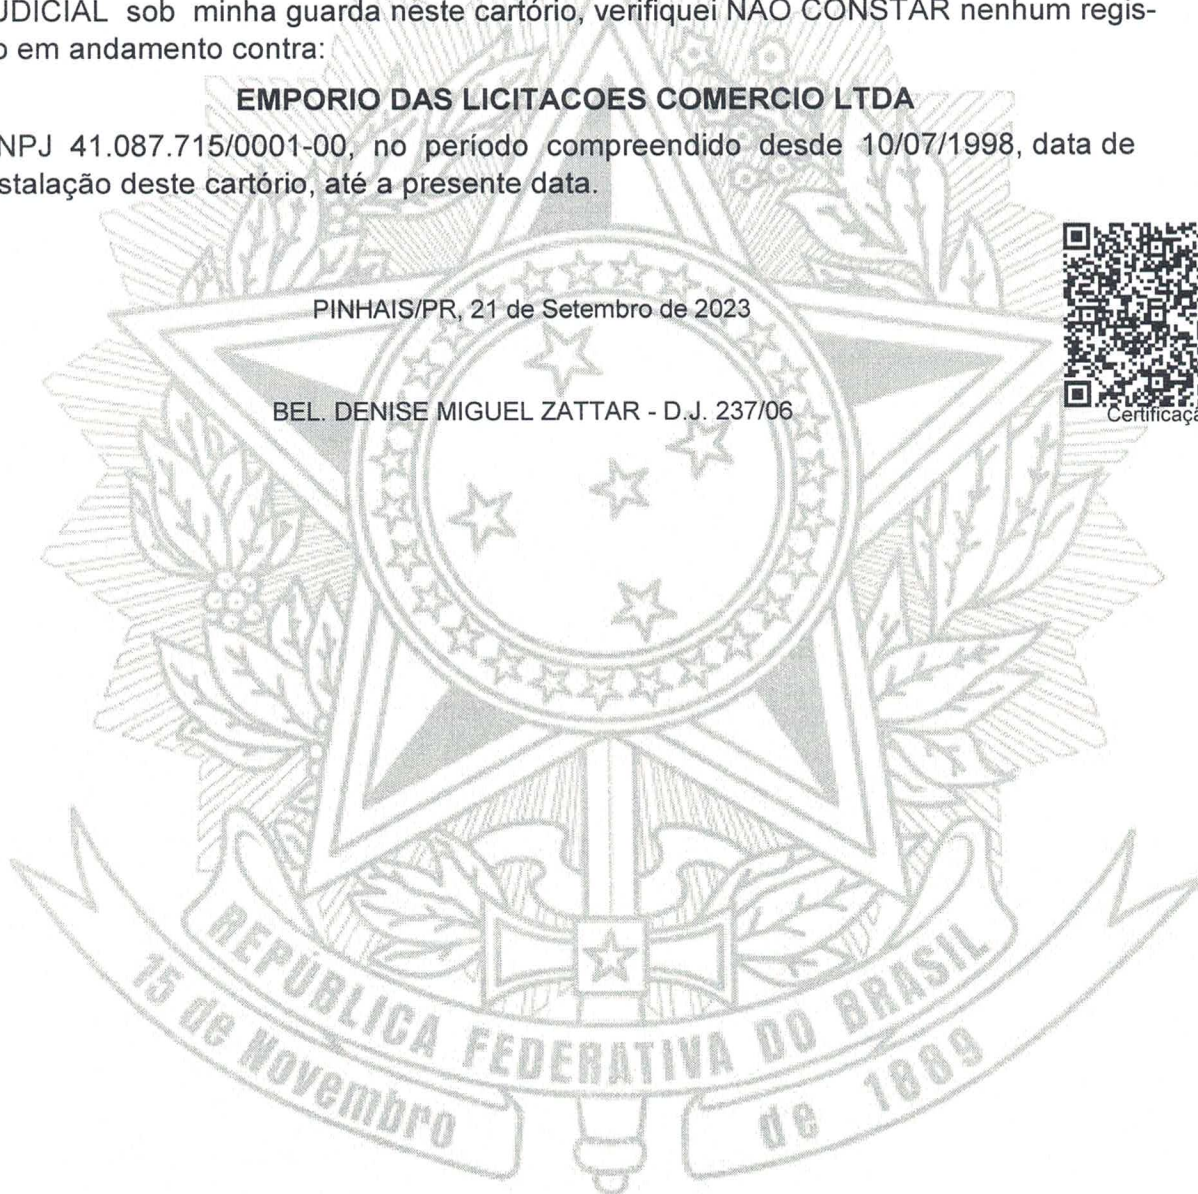 UDICIAL sob minha guarda neste cartório, verifiquei NÃO CONSTAR nenhum regis-
o em andamento contra:
EMPORIO DAS LICITACOES COMERCIO LTDA
NPJ 41.087.715/0001-00, no período compreendido desde 10/07/1998, data de
stalação deste cartório, até a presente data.
PINHAIS/PR, 21 de Setembro de 2023
BEL. DENISE MIGUEL ZATTAR - D.J. 237/06
Certificaçã
REPÚBLICA FEDERATIVA DO BRASIL
15 de Novembro
de 1889